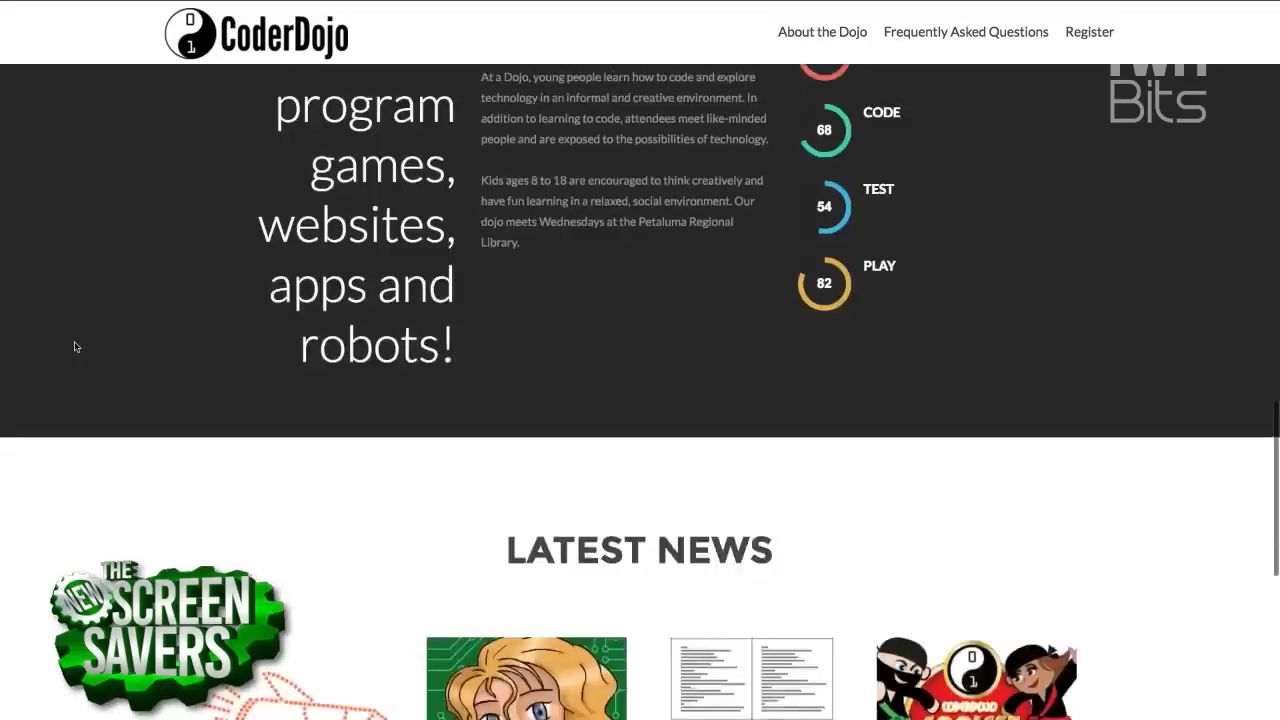 CoderDojo
About the Dojo
Frequently Asked Questions
Register
Bits
program
games,
websites,
apps and
robots!
At a Dojo, young people learn how to code and explore
technology in an informal and creative environment. In
addition to learning to code, attendees meet like-minded
people and are exposed to the possibilities of technology.
Kids ages 8 to 18 are encouraged to think creatively and
have fun learning in a relaxed, social environment. Our
dojo meets Wednesdays at the Petaluma Regional
Library.
68 CODE
54 TEST
82 PLAY
LATEST NEWS
THE
NEW SCREEN
SAVERS
0
1
CODERDOJO